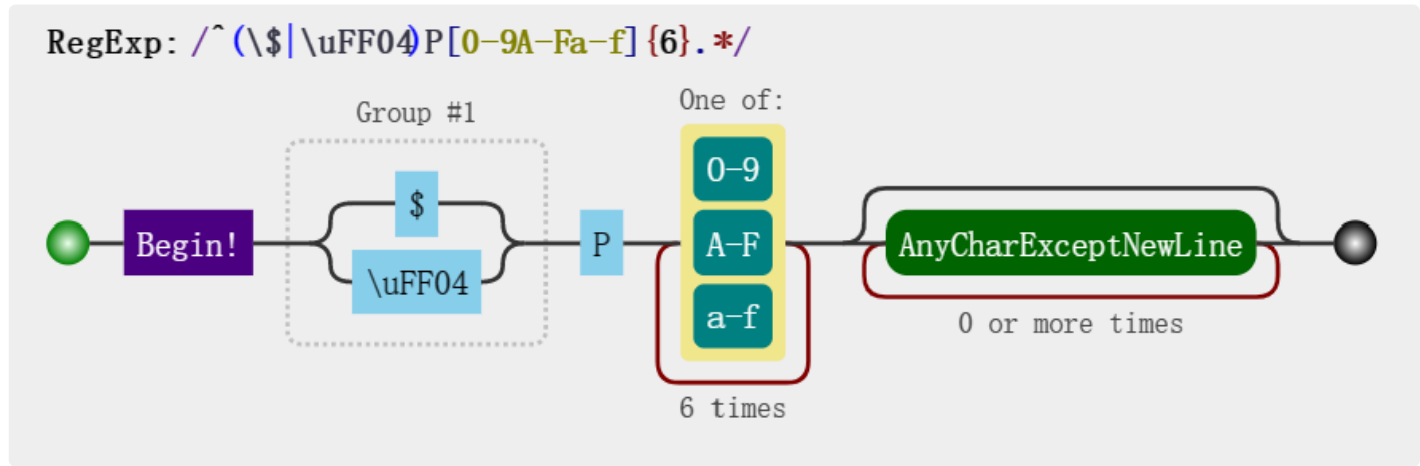 RegExp: /^(\$|\uFF04)P[0-9A-Fa-f]{6}.*/
Group #1
One of:
$
\uFF04
Begin!
P
0-9
A-F
a-f
AnyCharExceptNewLine
6 times
0 or more times